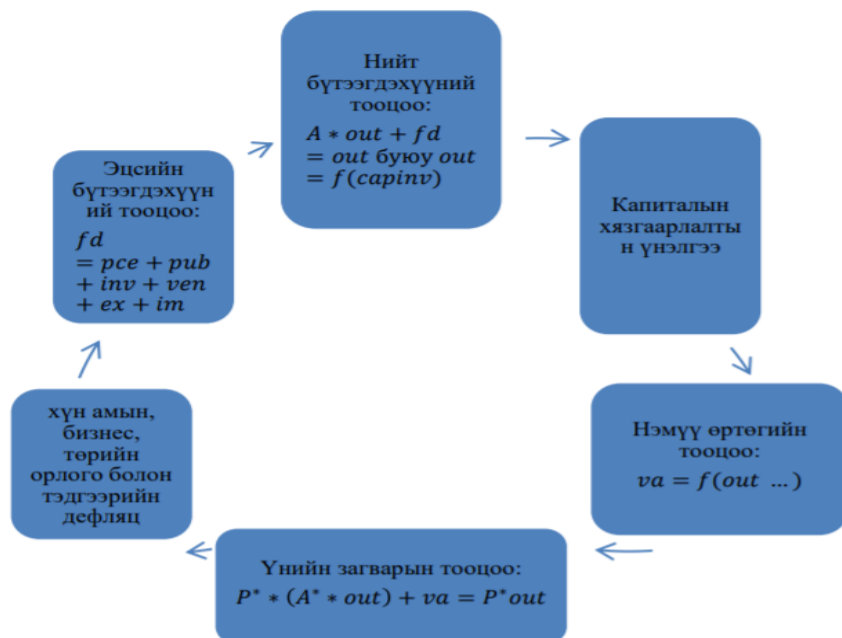 Нийт
бүтээгдэхүүний
тооцоо:
A * out + fd
= out буюу out
= f(capinv)
Капиталын
хязгаарлалты
н үнэлгээ
Нэмүү өртөгийн
тооцоо:
va = f(out …)
Үнийн загварын тооцоо:
P* * (A* * out) + va = P*out
хүн амын,
бизнес,
төрийн
орлого болон
тэдгээрийн
дефляц
Эцсийн
бүтээгдэхүүн
ий тооцоо:
fd
= pce + pub
+ inv + ven
+ ex + im